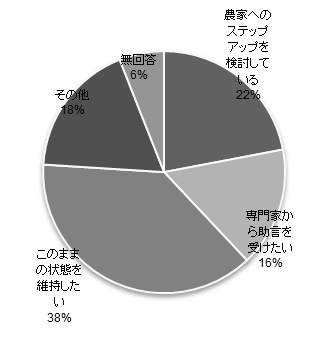 農家への
ステップ
アップを
検討して
いる
22%
専門家か
ら助言を
受けたい
16%
このまま
の状態を
維持した
い
38%
その他
18%
無回答
6%